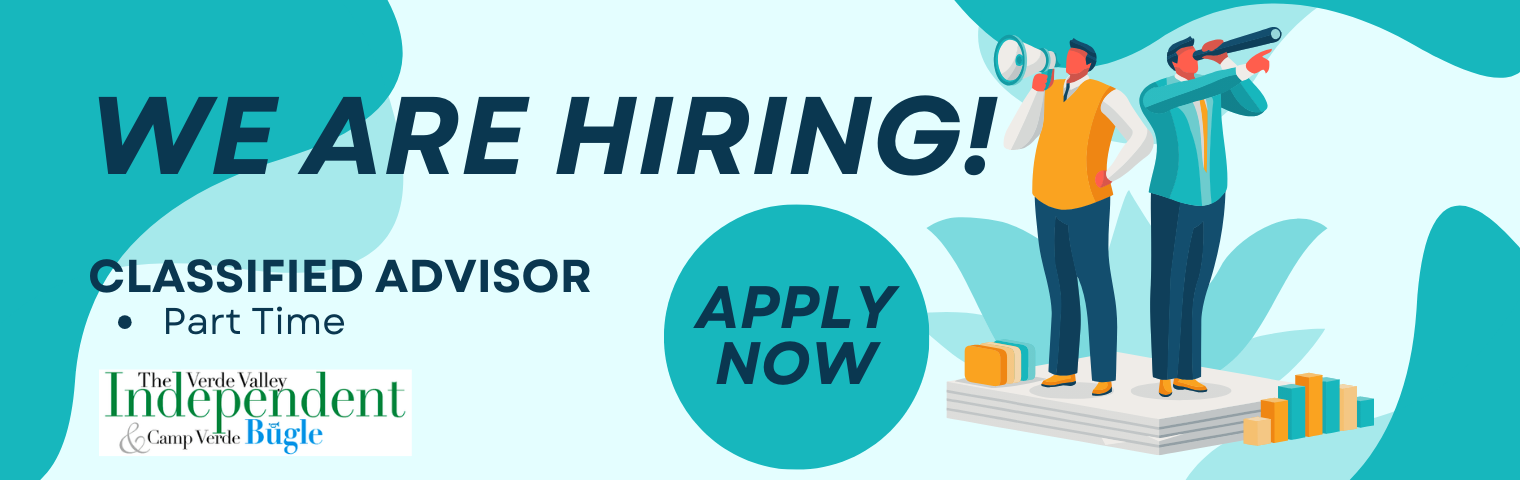 WE ARE HIRING!
CLASSIFIED ADVISOR
• Part Time
APPLY
NOW
The Verde Valley
Independent
& Camp Verde Bugle